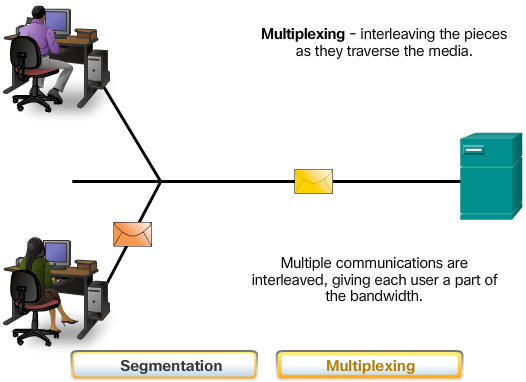 Multiplexing - interleaving the pieces
as they traverse the media.
Multiple communications are
interleaved, giving each user a part of
the bandwidth.
Segmentation
Multiplexing